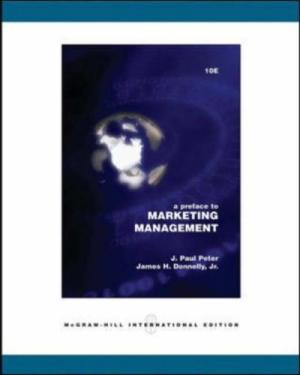 10E
a preface to
MARKETING
MANAGEMENT
J. Paul Peter
James H. Donnelly, Jr.
McGRAW-HILL INTERNATIONAL EDITION